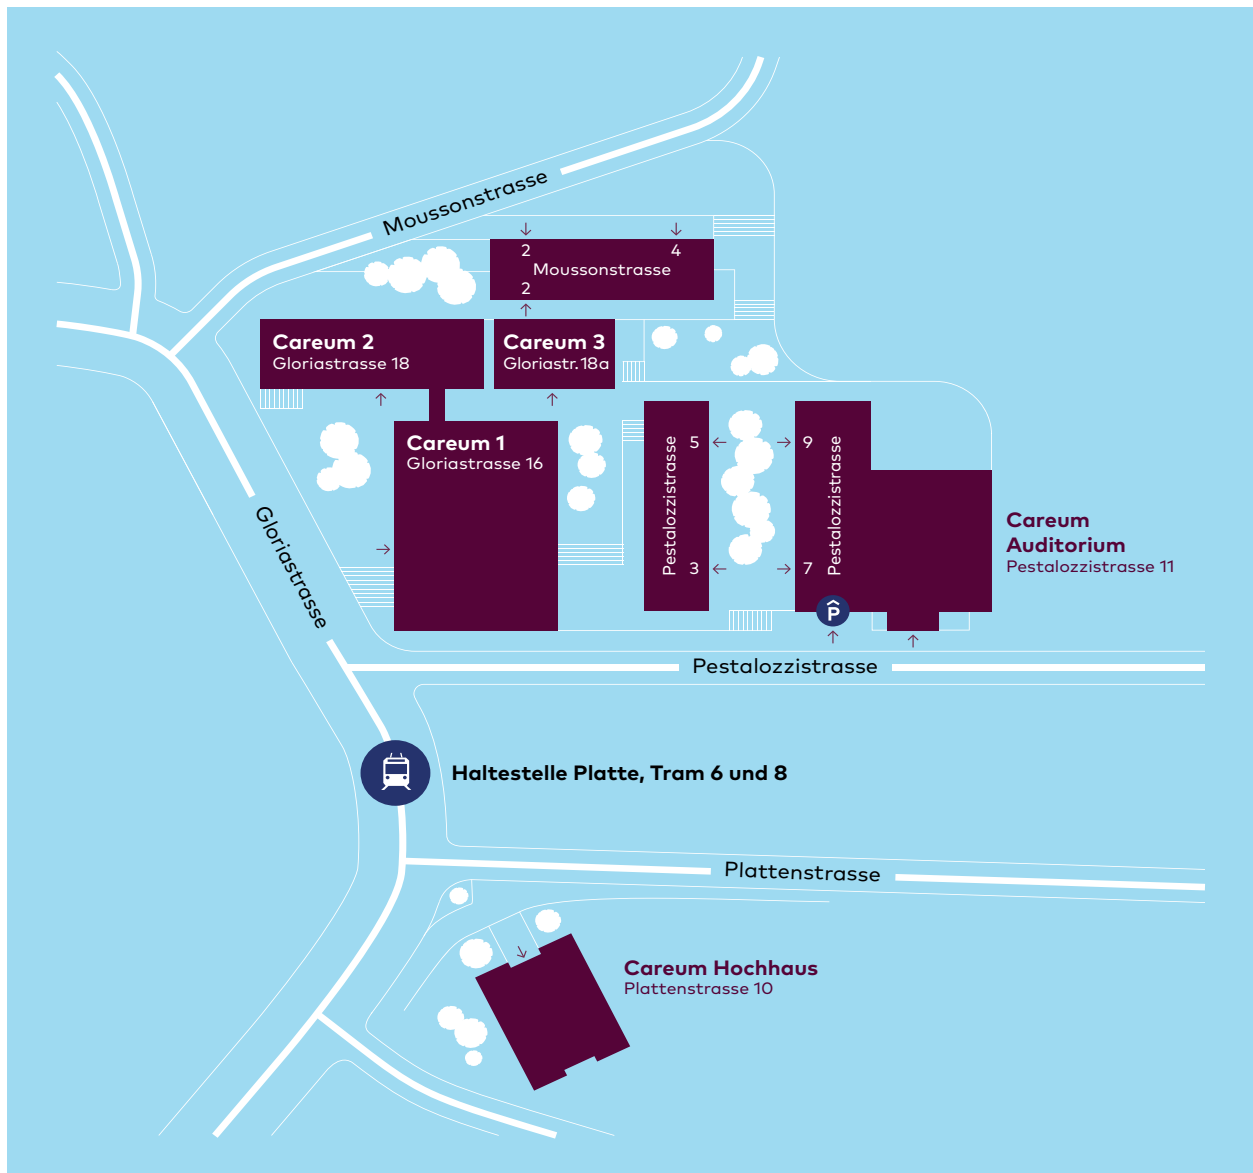 Moussonstrasse
2
4
Moussonstrasse
2
Careum 2
Gloriastrasse 18
Careum 3
Gloriastr. 18a
Careum 1
Gloriastrasse 16
Pestalozzistrasse
5
3
9
7
Pestalozzistrasse
P
Careum
Auditorium
Pestalozzistrasse 11
Gloriastrasse
Pestalozzistrasse
Haltestelle Platte, Tram 6 und 8
Plattenstrasse
Careum Hochhaus
Plattenstrasse 10